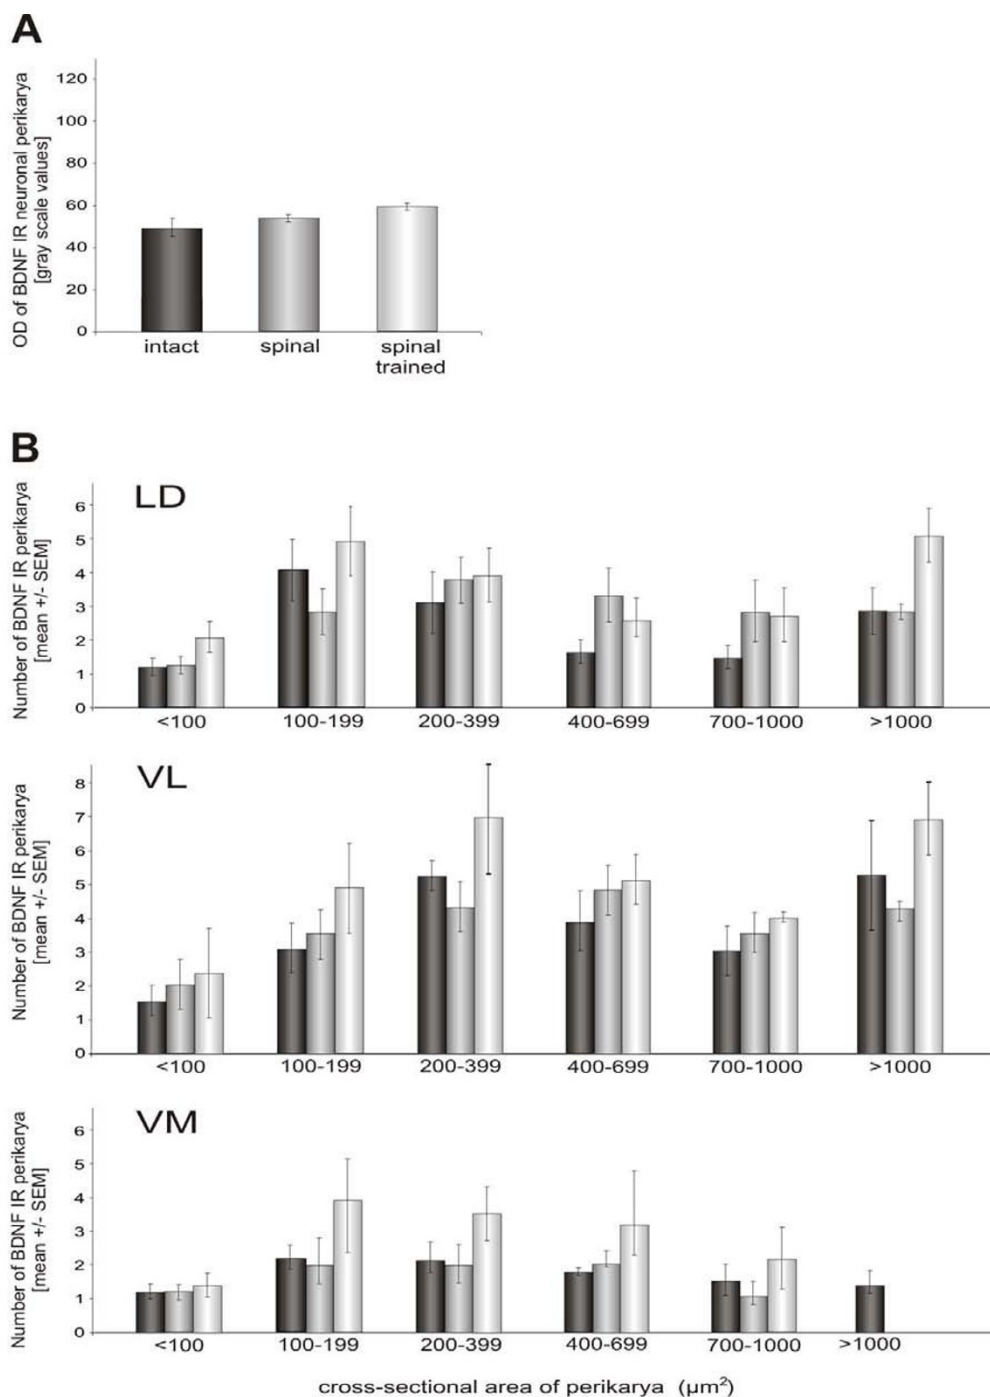 A
OD of BDNF IR neuronal perikarya
[gray scale values]
120
100
80
60
40
20
0
intact
spinal
spinal
trained
B
LD
Number of BDNF IR perikarya
[mean +/- SEM]
6
5
4
3
2
1
0
<100
100-199
200-399
400-699
700-1000
>1000
VL
Number of BDNF IR perikarya
[mean +/- SEM]
8
7
6
5
4
3
2
1
0
<100
100-199
200-399
400-699
700-1000
>1000
VM
Number of BDNF IR perikarya
[mean +/- SEM]
6
5
4
3
2
1
0
<100
100-199
200-399
400-699
700-1000
>1000
cross-sectional area of perikarya (µm²)